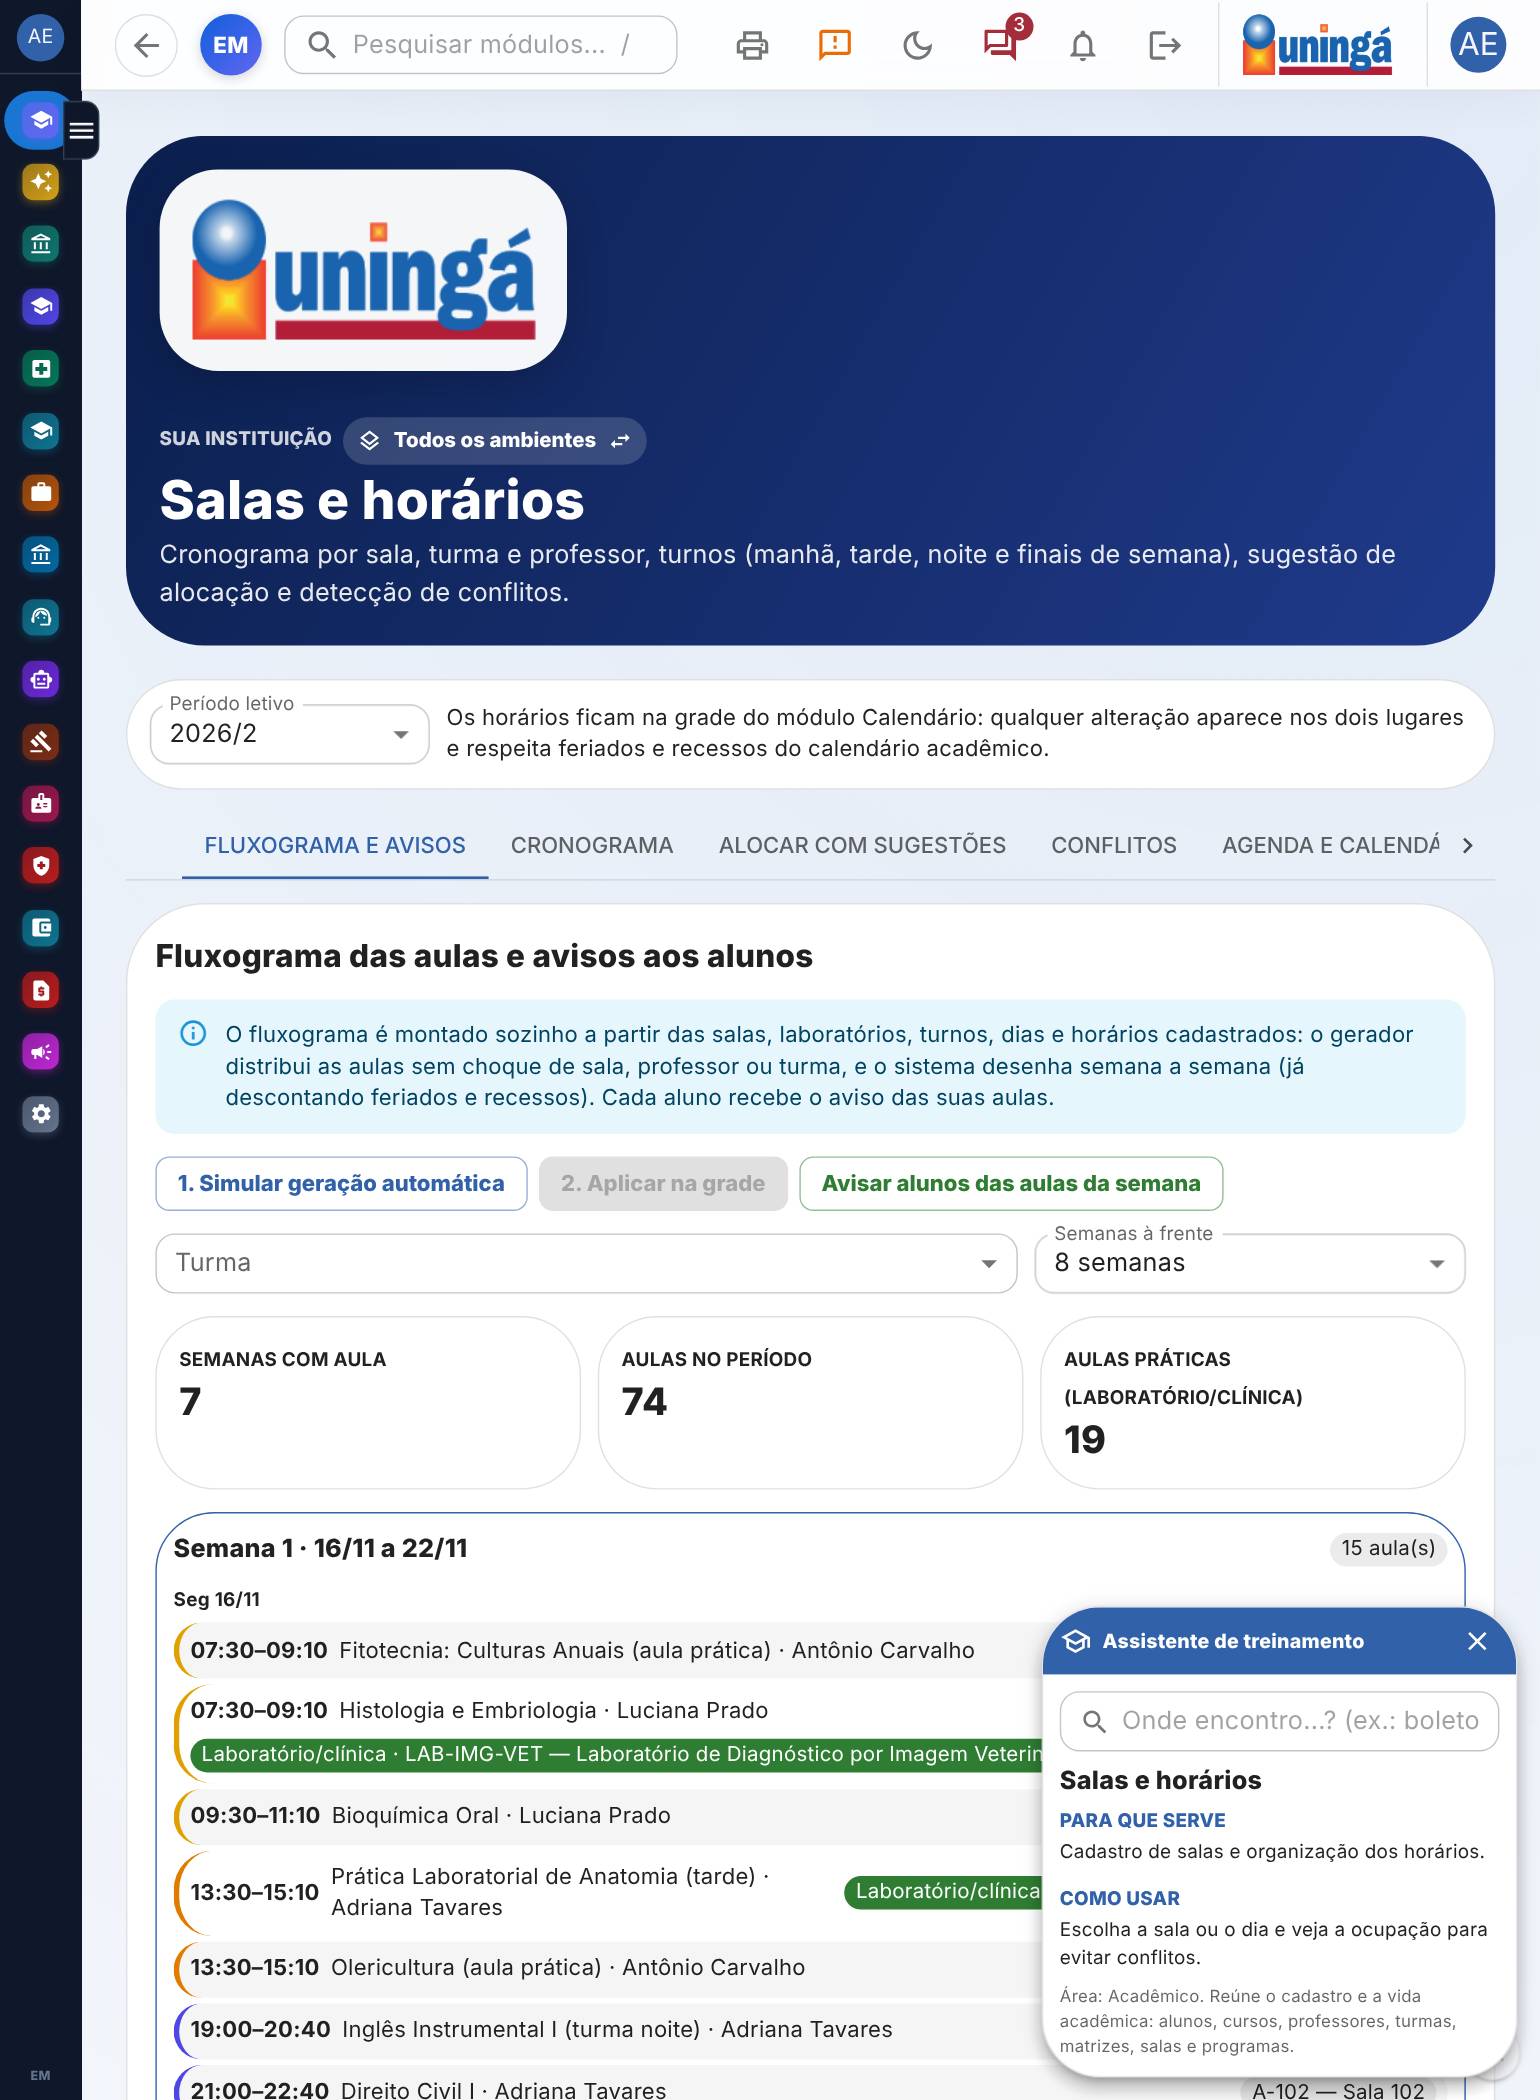 AE
EM
Pesquisar módulos... /
3
uningá
AE
uningá
SUA INSTITUIÇÃO
Todos os ambientes
Salas e horários
Cronograma por sala, turma e professor, turnos (manhã, tarde, noite e finais de semana), sugestão de
alocação e detecção de conflitos.
Período letivo
2026/2
Os horários ficam na grade do módulo Calendário: qualquer alteração aparece nos dois lugares
e respeita feriados e recessos do calendário acadêmico.
FLUXOGRAMA E AVISOS
CRONOGRAMA
ALOCAR COM SUGESTÕES
CONFLITOS
AGENDA E CALENDÁ
Fluxograma das aulas e avisos aos alunos
O fluxograma é montado sozinho a partir das salas, laboratórios, turnos, dias e horários cadastrados: o gerador
distribui as aulas sem choque de sala, professor ou turma, e o sistema desenha semana a semana (já
descontando feriados e recessos). Cada aluno recebe o aviso das suas aulas.
1. Simular geração automática
2. Aplicar na grade
Avisar alunos das aulas da semana
Turma
Semanas à frente
8 semanas
SEMANAS COM AULA
7
AULAS NO PERÍODO
74
AULAS PRÁTICAS
(LABORATÓRIO/CLÍNICA)
19
Semana 1 · 16/11 a 22/11
15 aula(s)
Seg 16/11
07:30–09:10 Fitotecnia: Culturas Anuais (aula prática) · Antônio Carvalho
07:30–09:10 Histologia e Embriologia · Luciana Prado
Laboratório/clínica · LAB-IMG-VET — Laboratório de Diagnóstico por Imagem Veterin
09:30–11:10 Bioquímica Oral · Luciana Prado
13:30–15:10 Prática Laboratorial de Anatomia (tarde) ·
Adriana Tavares
Laboratório/clínica
13:30–15:10 Olericultura (aula prática) · Antônio Carvalho
19:00–20:40 Inglês Instrumental I (turma noite) · Adriana Tavares
21:00–22:40 Direito Civil I · Adriana Tavares
A-102 — Sala 102
Assistente de treinamento
Onde encontro...? (ex.: boleto
Salas e horários
PARA QUE SERVE
Cadastro de salas e organização dos horários.
COMO USAR
Escolha a sala ou o dia e veja a ocupação para
evitar conflitos.
Área: Acadêmico. Reúne o cadastro e a vida
acadêmica: alunos, cursos, professores, turmas,
matrizes, salas e programas.
EM